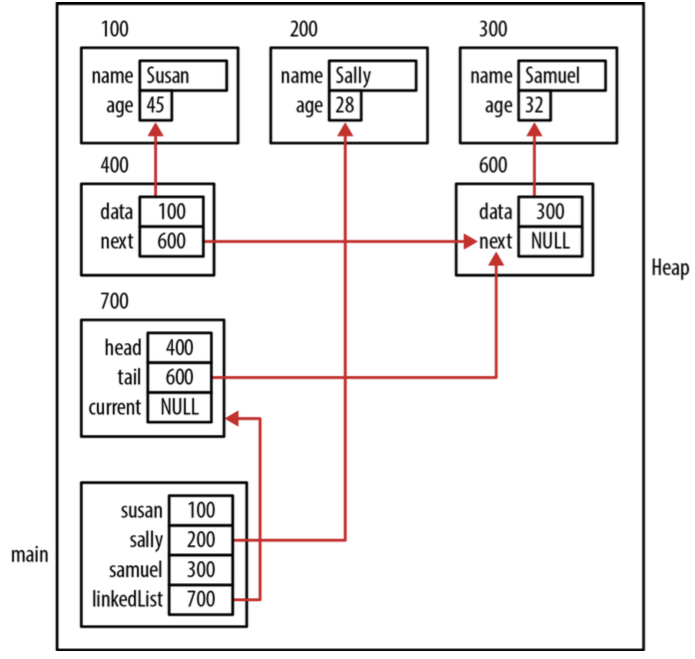 100
200
300
name Susan
age 45
name Sally
age 28
name Samuel
age 32
400
600
data 100
next 600
data 300
next NULL
Heap
700
head 400
tail 600
current NULL
main
susan 100
sally 200
samuel 300
linkedList 700